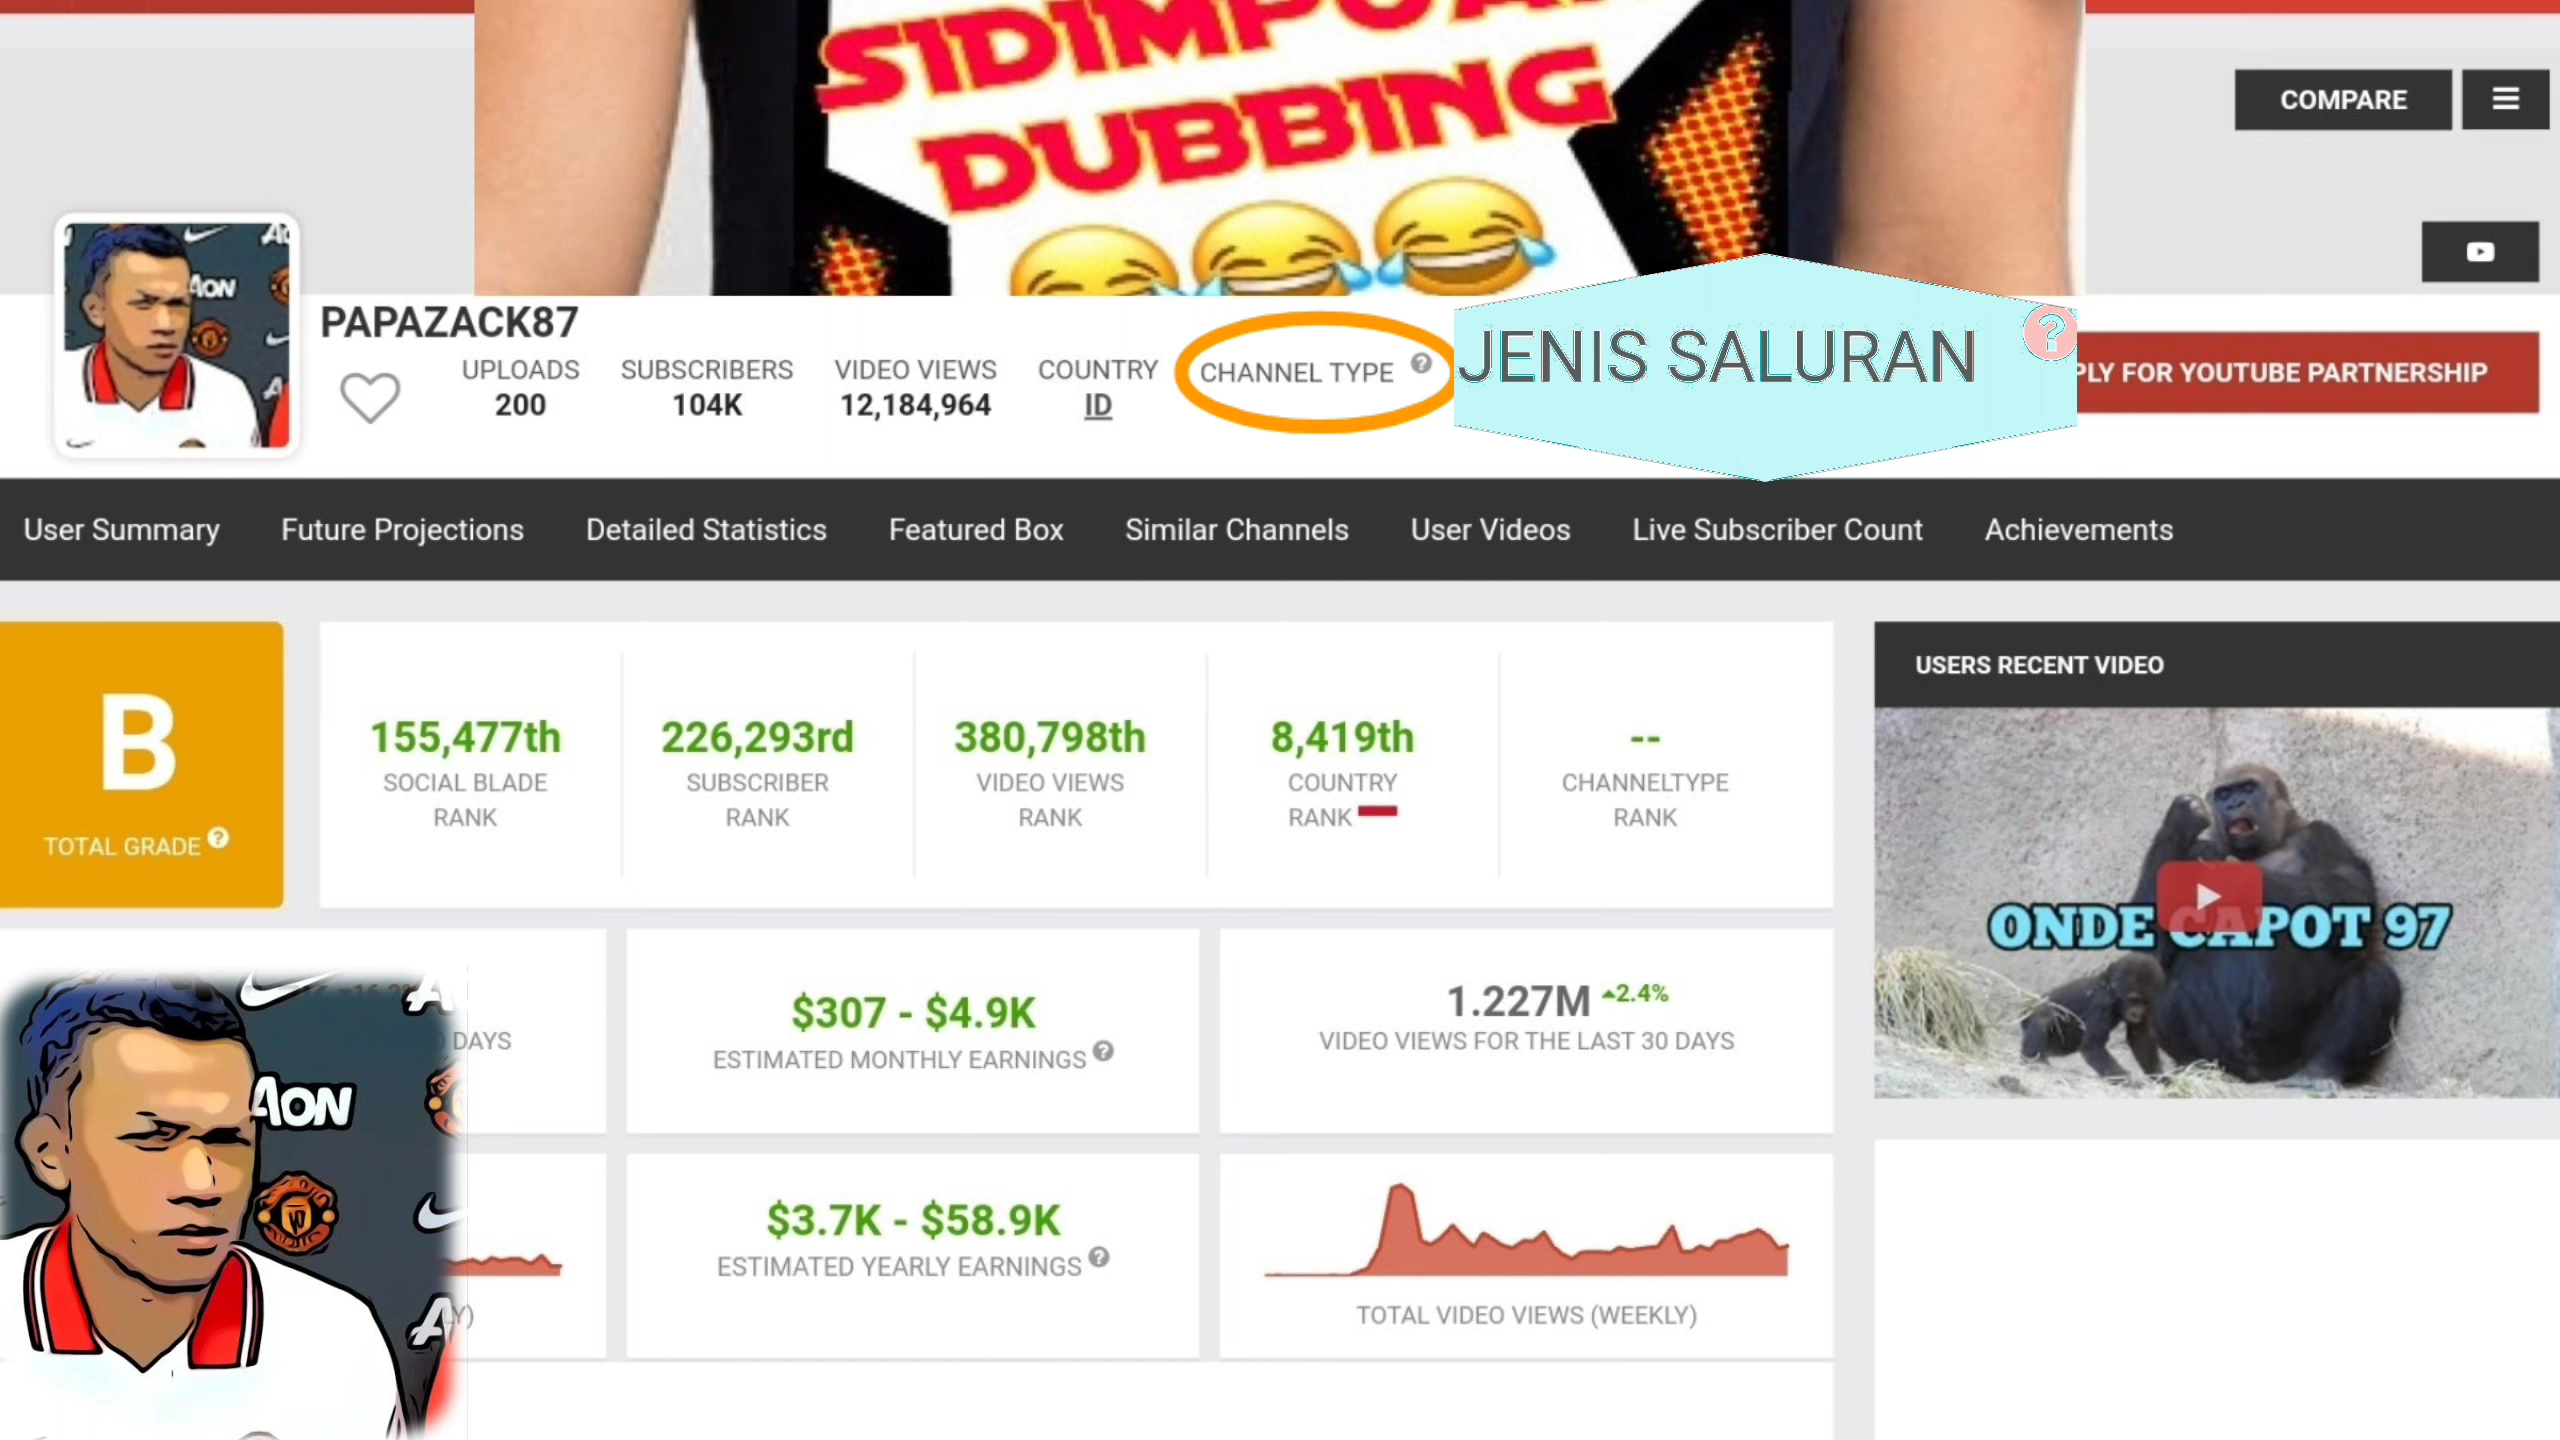 DUBBING
COMPARE
AON
PAPAZACK87
UPLOADS
200
SUBSCRIBERS
104K
VIDEO VIEWS
12,184,964
COUNTRY
ID
CHANNEL TYPE ?
JENIS SALURAN ?
PLY FOR YOUTUBE PARTNERSHIP
User Summary
Future Projections
Detailed Statistics
Featured Box
Similar Channels
User Videos
Live Subscriber Count
Achievements
B
TOTAL GRADE ?
155,477th
SOCIAL BLADE
RANK
226,293rd
SUBSCRIBER
RANK
380,798th
VIDEO VIEWS
RANK
8,419th
COUNTRY
RANK
--
CHANNELTYPE
RANK
USERS RECENT VIDEO
ONDE CAPOT 97
DAYS
$307 - $4.9K
ESTIMATED MONTHLY EARNINGS ?
1.227M 2.4%
VIDEO VIEWS FOR THE LAST 30 DAYS
AON
$3.7K - $58.9K
ESTIMATED YEARLY EARNINGS ?
TOTAL VIDEO VIEWS (WEEKLY)